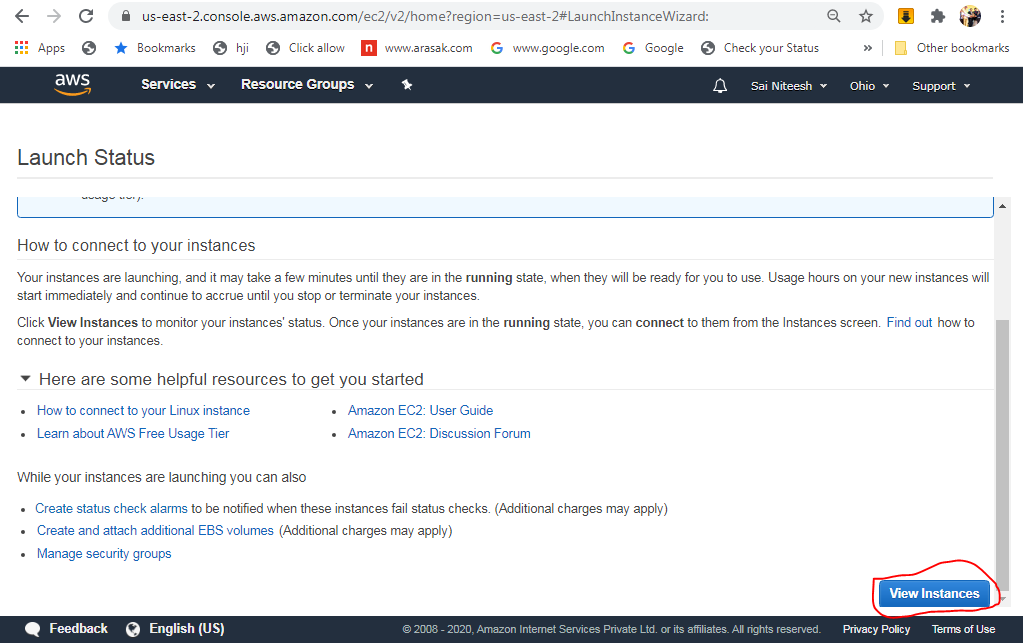 us-east-2.console.aws.amazon.com/ec2/v2/home?region=us-east-2#LaunchInstanceWizard:
Apps Bookmarks hji Click allow n www.arasak.com G www.google.com G Google Check your Status » Other bookmarks
aws Services Resource Groups Sai Niteesh Ohio Support
Launch Status
usage tier).
How to connect to your instances
Your instances are launching, and it may take a few minutes until they are in the running state, when they will be ready for you to use. Usage hours on your new instances will
start immediately and continue to accrue until you stop or terminate your instances.
Click View Instances to monitor your instances' status. Once your instances are in the running state, you can connect to them from the Instances screen. Find out how to
connect to your instances.
Here are some helpful resources to get you started
• How to connect to your Linux instance • Amazon EC2: User Guide
• Learn about AWS Free Usage Tier • Amazon EC2: Discussion Forum
While your instances are launching you can also
• Create status check alarms to be notified when these instances fail status checks. (Additional charges may apply)
• Create and attach additional EBS volumes (Additional charges may apply)
• Manage security groups
View Instances
Feedback English (US) © 2008 - 2020, Amazon Internet Services Private Ltd. or its affiliates. All rights reserved. Privacy Policy Terms of Use